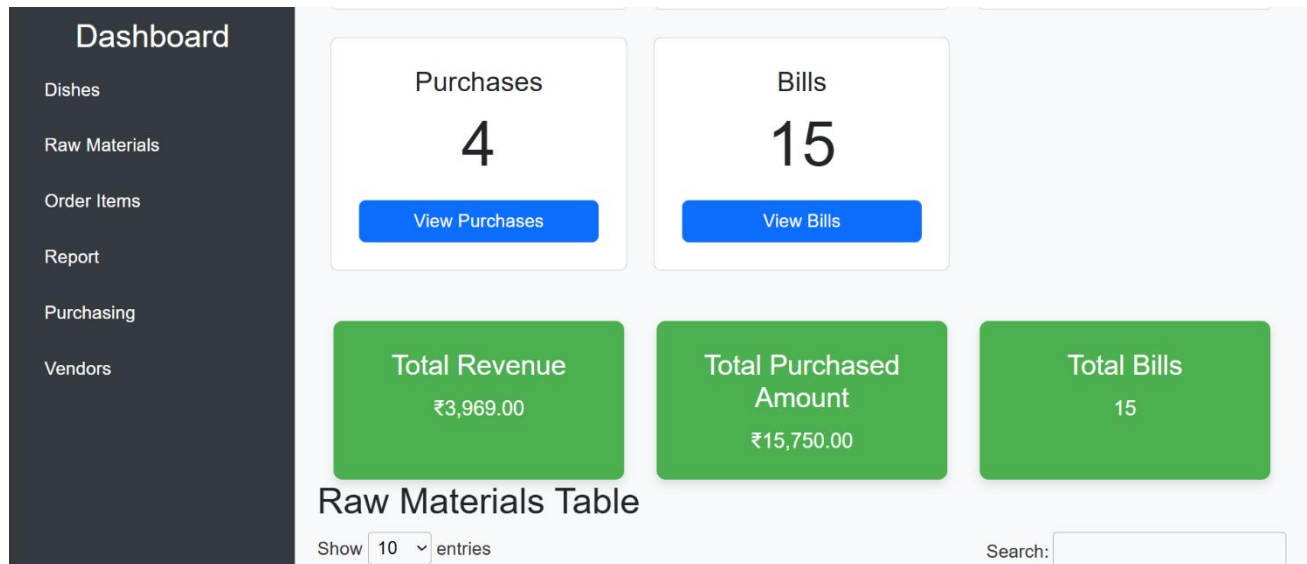 Dashboard
Dishes
Raw Materials
Order Items
Report
Purchasing
Vendors
Purchases
4
View Purchases
Bills
15
View Bills
Total Revenue
₹3,969.00
Total Purchased
Amount
₹15,750.00
Total Bills
15
Raw Materials Table
Show 10 entries
Search: